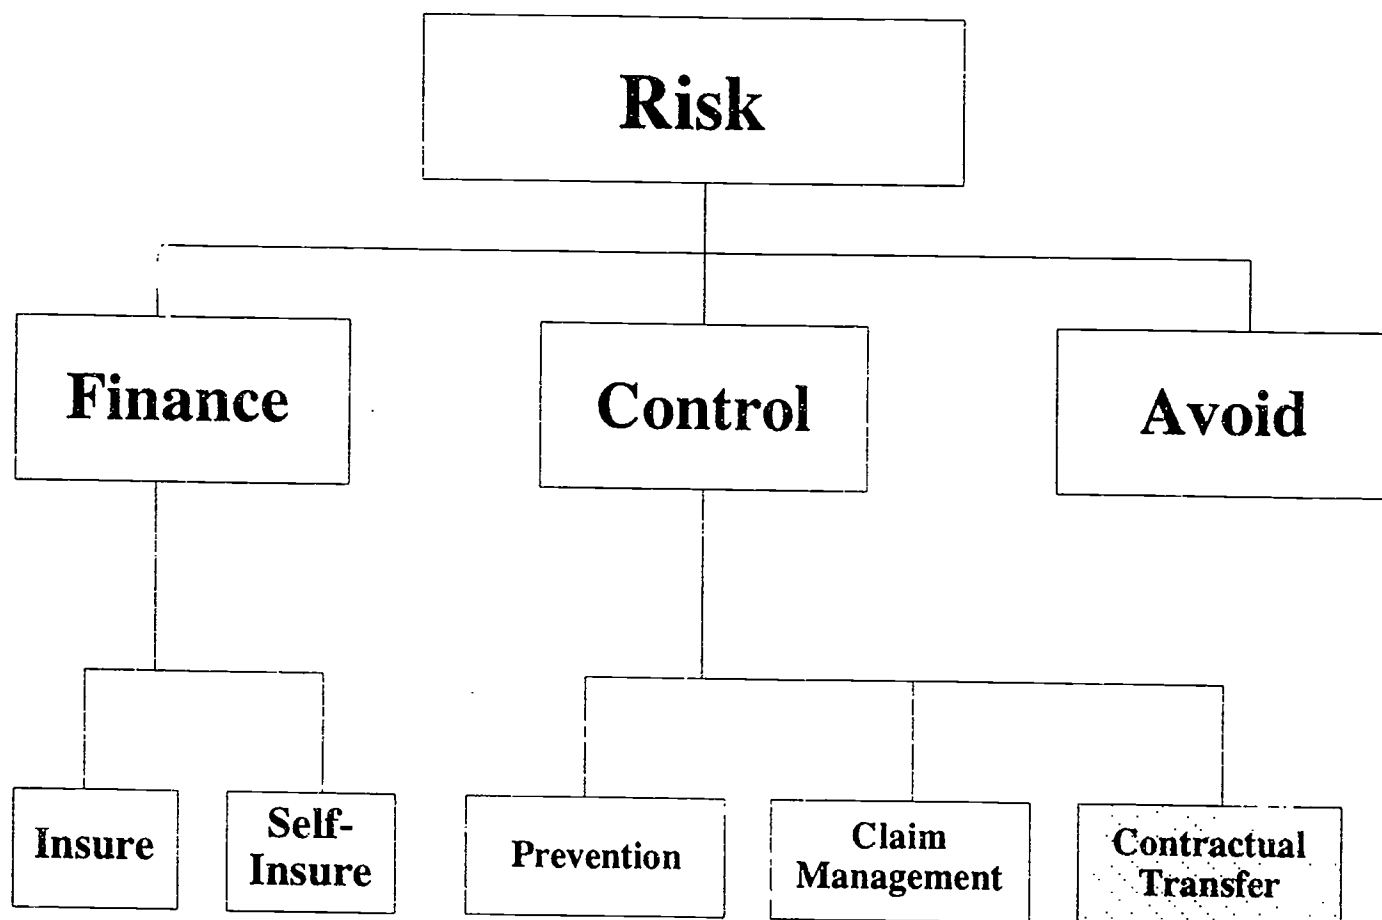 Risk
Finance
Control
Avoid
Insure
Self-
Insure
Prevention
Claim
Management
Contractual
Transfer